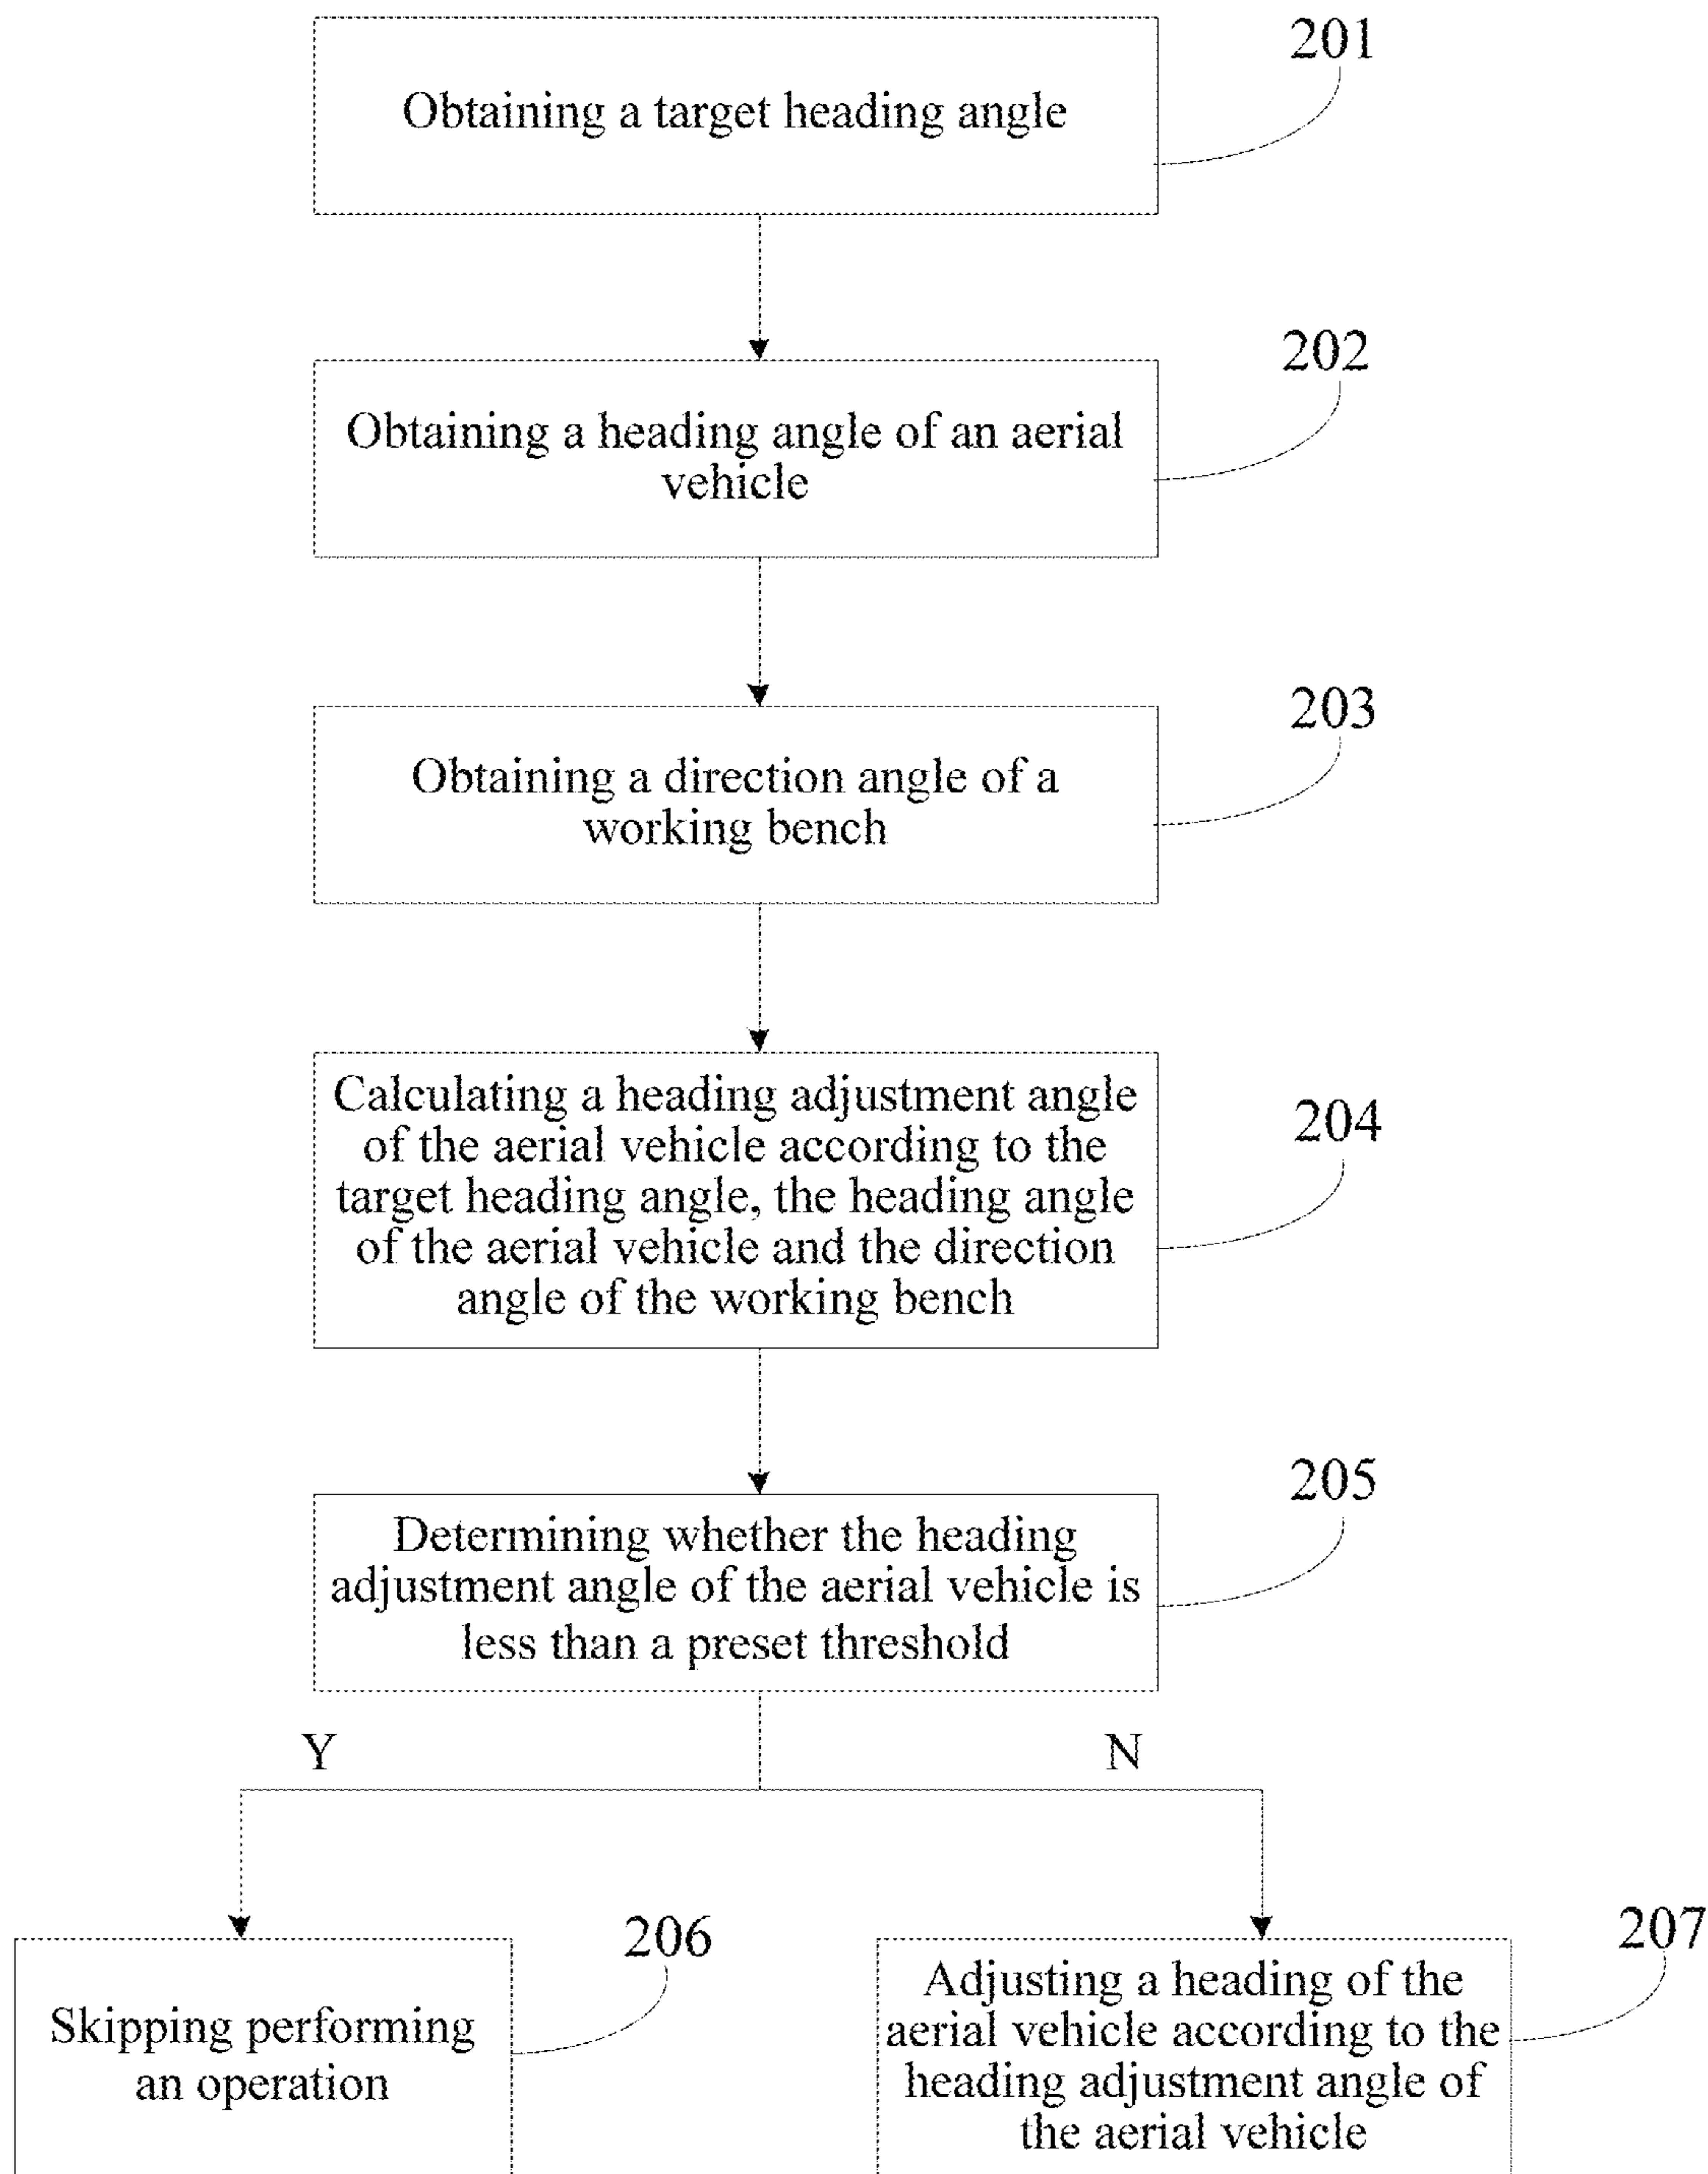 201
Obtaining a target heading angle
202
Obtaining a heading angle of an aerial
vehicle
203
Obtaining a direction angle of a
working bench
204
Calculating a heading adjustment angle
of the aerial vehicle according to the
target heading angle, the heading angle
of the aerial vehicle and the direction
angle of the working bench
205
Determining whether the heading
adjustment angle of the aerial vehicle is
less than a preset threshold
Y
N
206
Skipping performing
an operation
207
Adjusting a heading of the
aerial vehicle according to the
heading adjustment angle of
the aerial vehicle